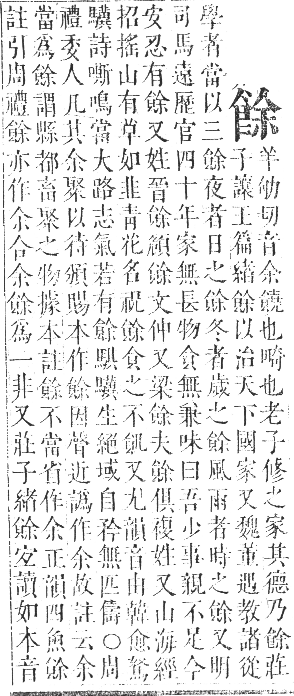 餘羊劬切音余饒也畸也老子修之家其德乃餘莊
子讓王篇緒餘以治天下國家又魏董遇教諸從
學者當以三餘夜者日之餘冬者歲之餘風雨者時之餘又明
司馬遠歷官四十年家無長物食無兼味曰吾少事親不足今
安忍有餘又姓晉餘頠餘文仲又梁餘夫餘俱複姓又山海經
招搖山有草如韭青花名祝餘食之不飢又尤韻音由韓愈駑
驥詩嘶鳴當大路志氣若有餘騏驥生絕域自矜無匹儔〇周
禮委人凡其余聚以待頒賜本作餘因聲近譌作余故註云余
當爲餘謂縣都畜聚之物據本註餘不當省作余正韻四魚餘
註引周禮餘亦作余合余餘爲一非又莊子緒餘讀如本音